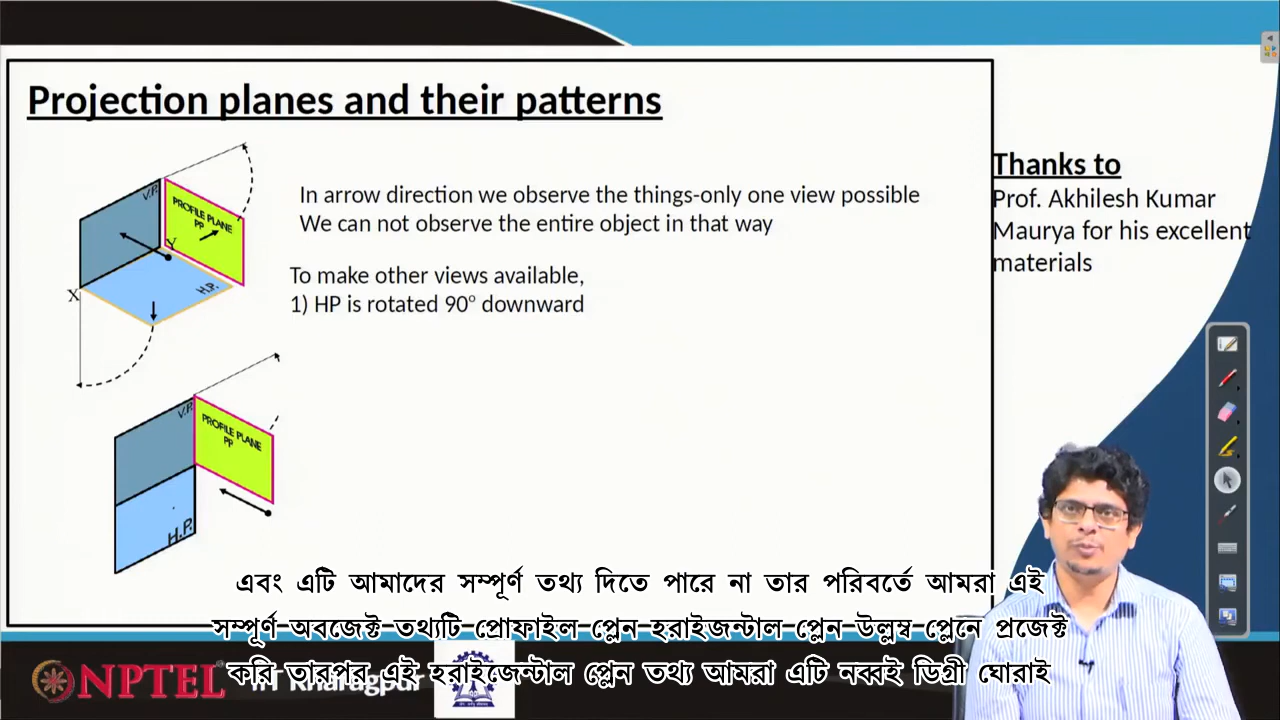 Projection planes and their patterns
V.P.
PROFILE PLANE
PP
Y
X
H.P.
In arrow direction we observe the things-only one view possible
We can not observe the entire object in that way
To make other views available,
1) HP is rotated 90° downward
V.P.
PROFILE PLANE
PP
H.P.
Thanks to
Prof. Akhilesh Kumar
Maurya for his excellent
materials
এবং এটি আমাদের সম্পূর্ণ তথ্য দিতে পারে না তার পরিবর্তে আমরা এই
সম্পূর্ণ অবজেক্ট তথ্যটি প্রোফাইল প্লেন হরাইজন্টাল প্লেন উল্লম্ব প্লেনে প্রজেক্ট
করি তারপর এই হরাইজেন্টাল প্লেন তথ্য আমরা এটি নব্বই ডিগ্রী ঘোরাই
NPTEL
IIT Kharagpur